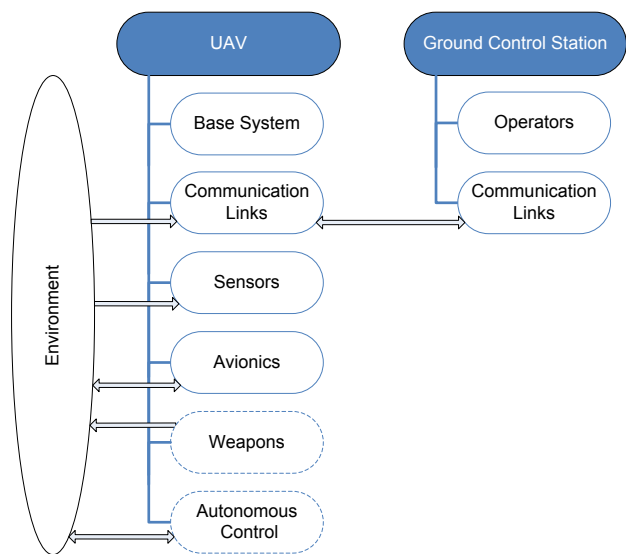 UAV
Ground Control Station
Base System
Operators
Communication
Links
Communication
Links
Sensors
Environment
Avionics
Weapons
Autonomous
Control